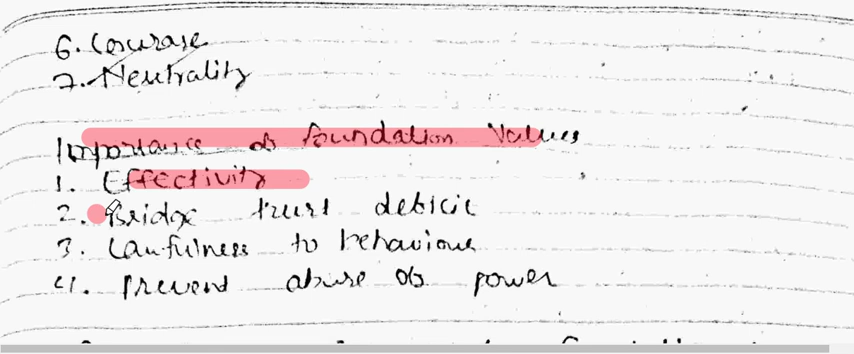 6. Courage
7. Neutrality
Importance of foundation Values
1. Effectivity
2. Bridge trust deficit
3. Lawfulness to behaviour
4. Prevent abuse of power